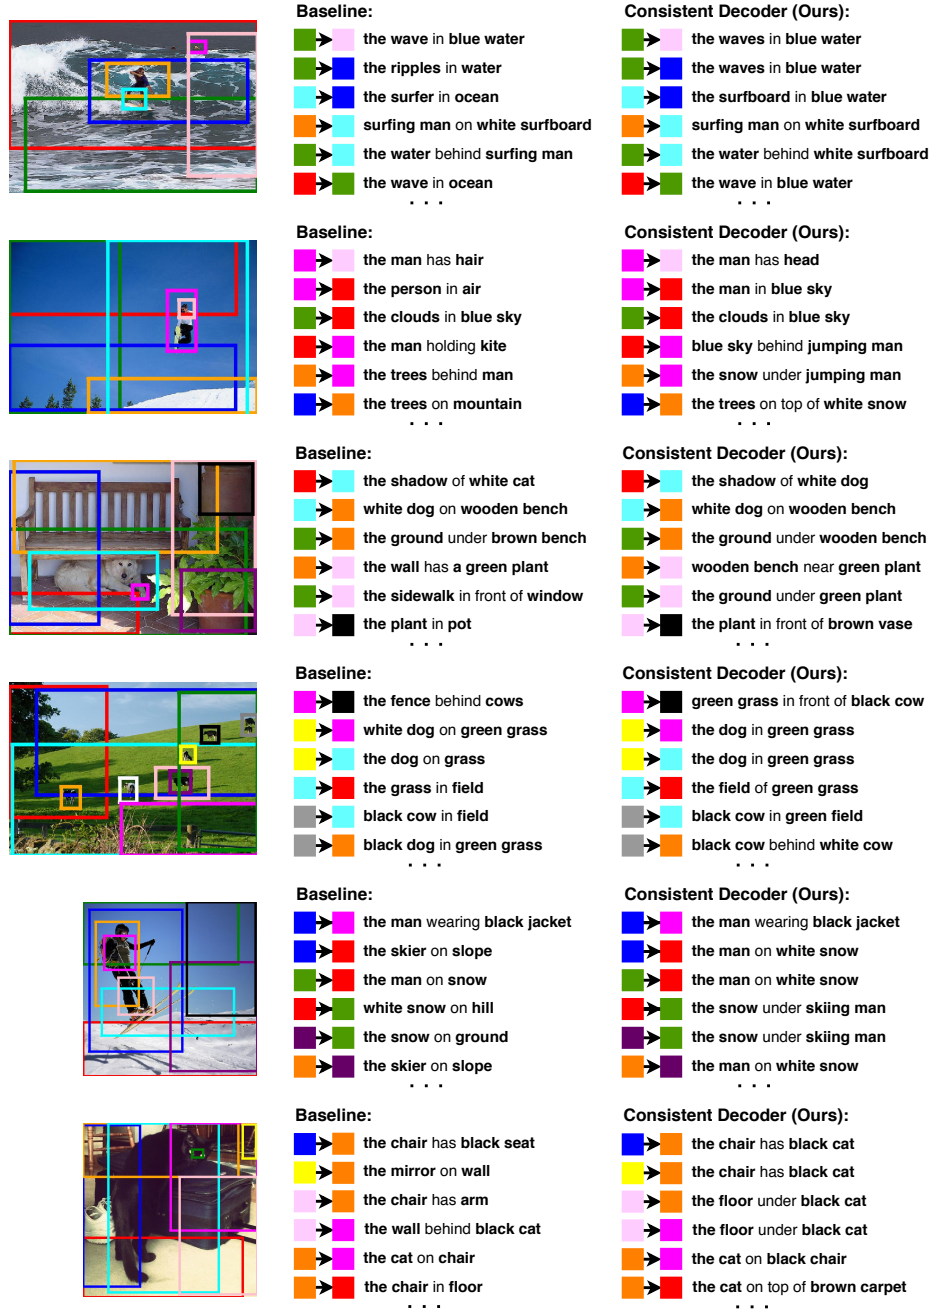 Baseline:
the wave in blue water
the ripples in water
the surfer in ocean
surfing man on white surfboard
the water behind surfing man
the wave in ocean
. . .
Consistent Decoder (Ours):
the waves in blue water
the waves in blue water
the surfboard in blue water
surfing man on white surfboard
the water behind white surfboard
the wave in blue water
. . .
Baseline:
the man has hair
the person in air
the clouds in blue sky
the man holding kite
the trees behind man
the trees on mountain
. . .
Consistent Decoder (Ours):
the man has head
the man in blue sky
the clouds in blue sky
blue sky behind jumping man
the snow under jumping man
the trees on top of white snow
. . .
Baseline:
the shadow of white cat
white dog on wooden bench
the ground under brown bench
the wall has a green plant
the sidewalk in front of window
the plant in pot
. . .
Consistent Decoder (Ours):
the shadow of white dog
white dog on wooden bench
the ground under wooden bench
wooden bench near green plant
the ground under green plant
the plant in front of brown vase
. . .
Baseline:
the fence behind cows
white dog on green grass
the dog on grass
the grass in field
black cow in field
black dog in green grass
. . .
Consistent Decoder (Ours):
green grass in front of black cow
the dog in green grass
the dog in green grass
the field of green grass
black cow in green field
black cow behind white cow
. . .
Baseline:
the man wearing black jacket
the skier on slope
the man on snow
white snow on hill
the snow on ground
the skier on slope
. . .
Consistent Decoder (Ours):
the man wearing black jacket
the man on white snow
the man on white snow
the snow under skiing man
the snow under skiing man
the man on white snow
. . .
Baseline:
the chair has black seat
the mirror on wall
the chair has arm
the wall behind black cat
the cat on chair
the chair in floor
. . .
Consistent Decoder (Ours):
the chair has black cat
the chair has black cat
the floor under black cat
the floor under black cat
the cat on black chair
the cat on top of brown carpet
. . .